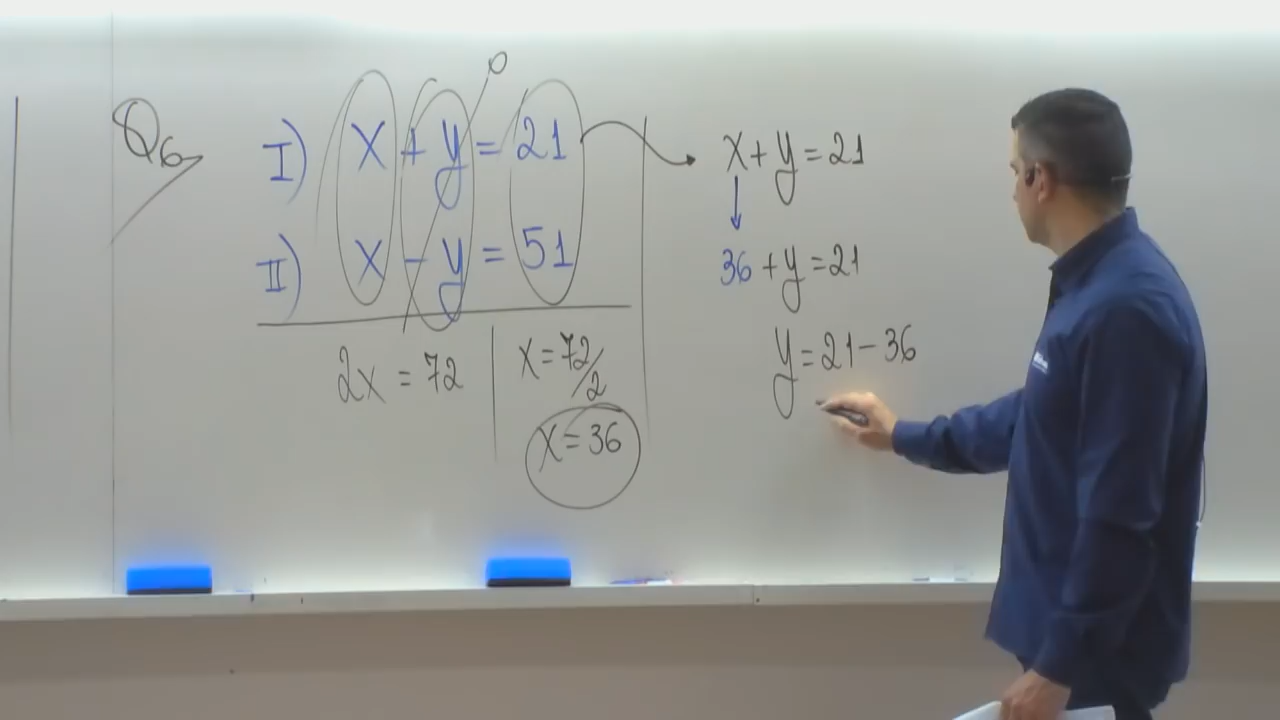 Q6
I) x + y = 21
II) x - y = 51
2x = 72
x = 72/2
x = 36
x + y = 21
36 + y = 21
y = 21 - 36